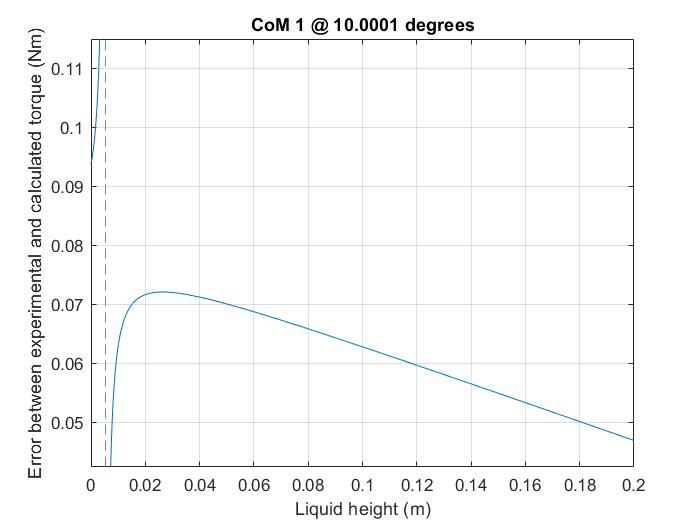 CoM 1 @ 10.0001 degrees
Error between experimental and calculated torque (Nm)
0.11
0.1
0.09
0.08
0.07
0.06
0.05
0 0.02 0.04 0.06 0.08 0.1 0.12 0.14 0.16 0.18 0.2
Liquid height (m)